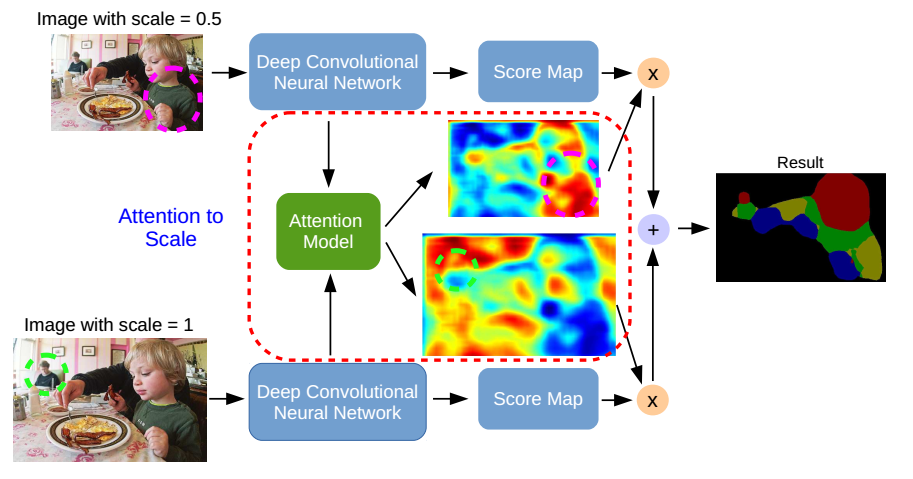 Image with scale = 0.5
Deep Convolutional
Neural Network
Score Map
x
Attention to
Scale
Attention
Model
Result
+
Image with scale = 1
Deep Convolutional
Neural Network
Score Map
x